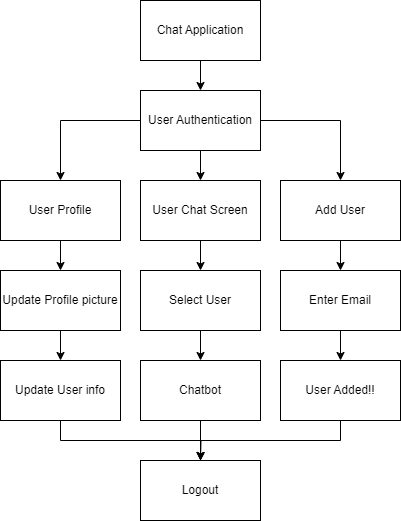 Chat Application
User Authentication
User Profile
User Chat Screen
Add User
Update Profile picture
Select User
Enter Email
Update User info
Chatbot
User Added!!
Logout